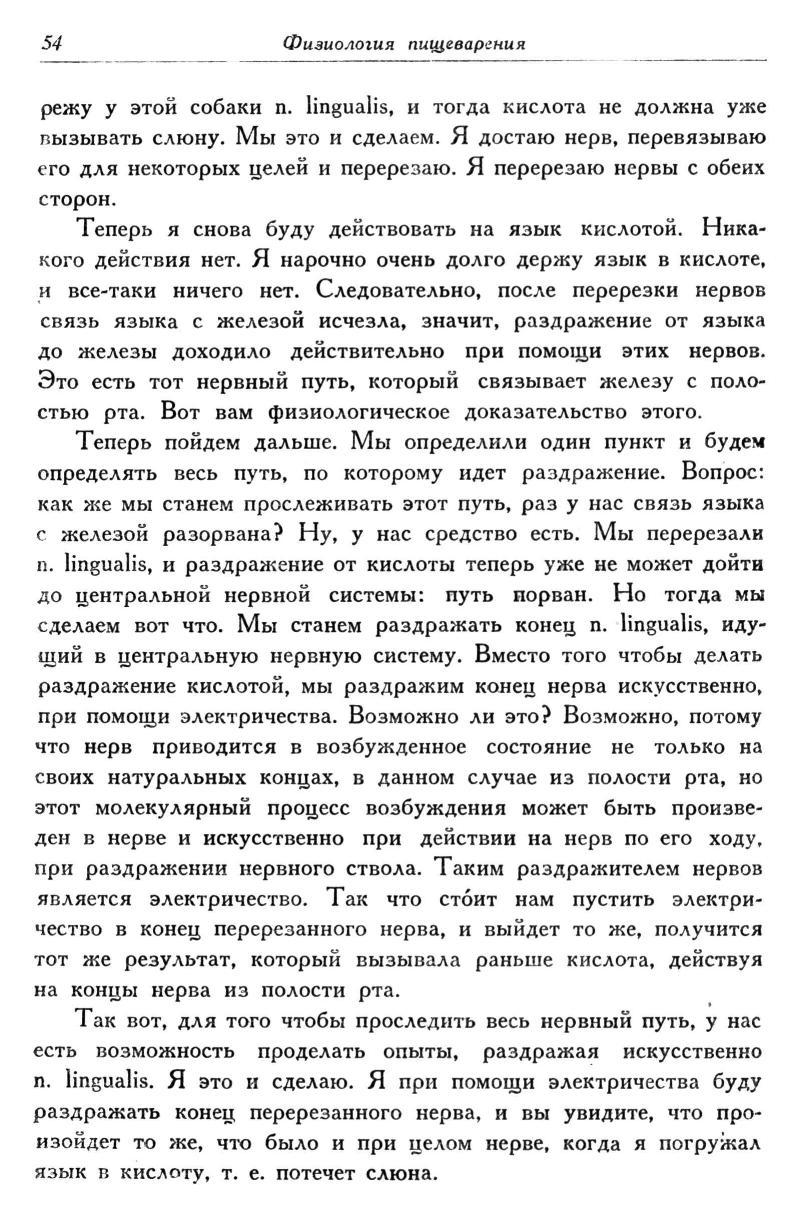 54 Физиология пищеварения
режу у этой собаки n. lingualis, и тогда кислота не должна уже
вызывать слюну. Мы это и сделаем. Я достаю нерв, перевязываю
его для некоторых целей и перерезаю. Я перерезаю нервы с обеих
сторон.
Теперь я снова буду действовать на язык кислотой. Ника-
кого действия нет. Я нарочно очень долго держу язык в кислоте,
и все-таки ничего нет. Следовательно, после перерезки нервов
связь языка с железой исчезла, значит, раздражение от языка
до железы доходило действительно при помощи этих нервов.
Это есть тот нервный путь, который связывает железу с поло-
стью рта. Вот вам физиологическое доказательство этого.
Теперь пойдем дальше. Мы определили один пункт и будем
определять весь путь, по которому идет раздражение. Вопрос:
как же мы станем прослеживать этот путь, раз у нас связь языка
с железой разорвана? Ну, у нас средство есть. Мы перерезали
n. lingualis, и раздражение от кислоты теперь уже не может дойти
до центральной нервной системы: путь порван. Но тогда мы
сделаем вот что. Мы станем раздражать конец n. lingualis, иду-
щий в центральную нервную систему. Вместо того чтобы делать
раздражение кислотой, мы раздражим конец нерва искусственно,
при помощи электричества. Возможно ли это? Возможно, потому
что нерв приводится в возбужденное состояние не только на
своих натуральных концах, в данном случае из полости рта, но
этот молекулярный процесс возбуждения может быть произве-
ден в нерве и искусственно при действии на нерв по его ходу,
при раздражении нервного ствола. Таким раздражителем нервов
является электричество. Так что сто́ит нам пустить электри-
чество в конец перерезанного нерва, и выйдет то же, получится
тот же результат, который вызывала раньше кислота, действуя
на концы нерва из полости рта.
Так вот, для того чтобы проследить весь нервный путь, у нас
есть возможность проделать опыты, раздражая искусственно
n. lingualis. Я это и сделаю. Я при помощи электричества буду
раздражать конец перерезанного нерва, и вы увидите, что про-
изойдет то же, что было и при целом нерве, когда я погружал
язык в кислоту, т. е. потечет слюна.